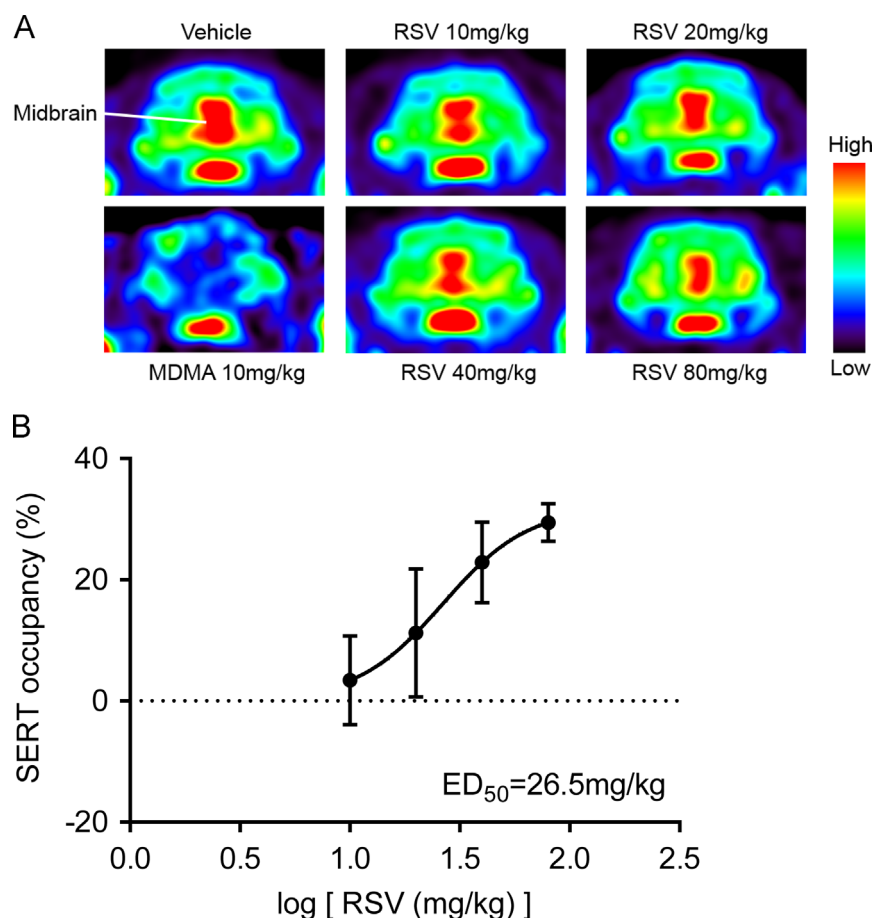 A
Vehicle
RSV 10mg/kg
RSV 20mg/kg
Midbrain
High
Low
MDMA 10mg/kg
RSV 40mg/kg
RSV 80mg/kg
B
40
20
0
-20
SERT occupancy (%)
ED50=26.5mg/kg
0.0
0.5
1.0
1.5
2.0
2.5
log [ RSV (mg/kg) ]